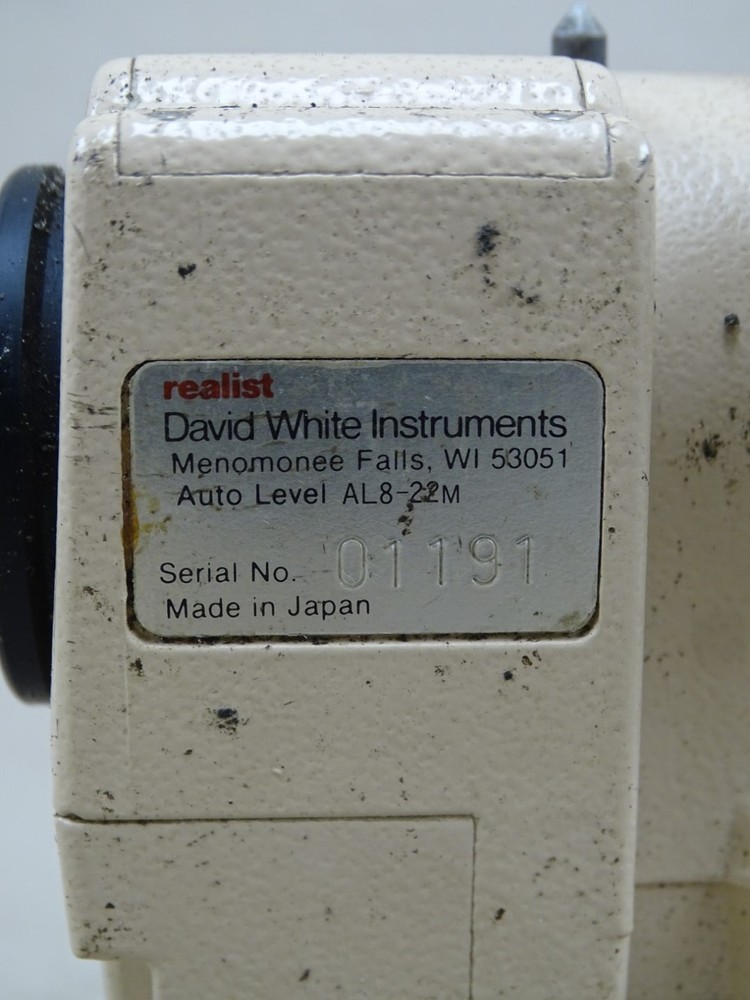 realist
David White Instruments
Menomonee Falls, WI 53051
Auto Level AL8-22M
Serial No. 01191
Made in Japan